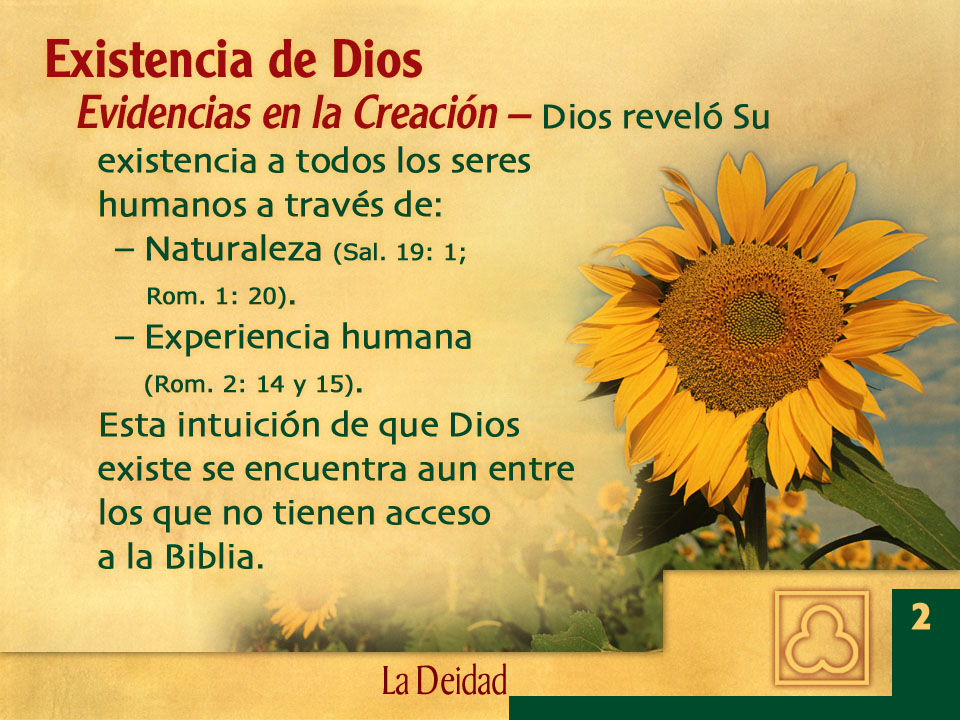 Existencia de Dios
Evidencias en la Creación – Dios reveló Su
existencia a todos los seres
humanos a través de:
– Naturaleza (Sal. 19: 1;
Rom. 1: 20).
– Experiencia humana
(Rom. 2: 14 y 15).
Esta intuición de que Dios
existe se encuentra aun entre
los que no tienen acceso
a la Biblia.
2
La Deidad